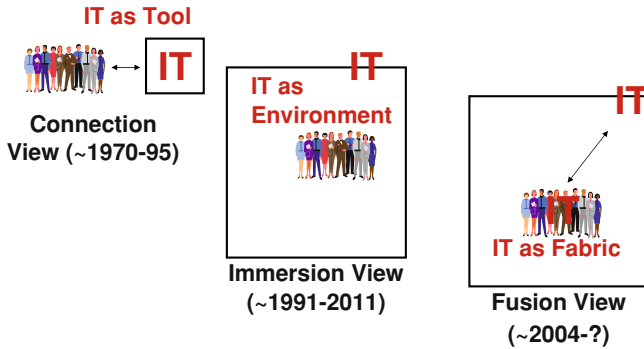 IT as Tool
IT
Connection
View (~1970-95)
IT
IT as
Environment
Immersion View
(~1991-2011)
IT
IT as Fabric
Fusion View
(~2004-?)